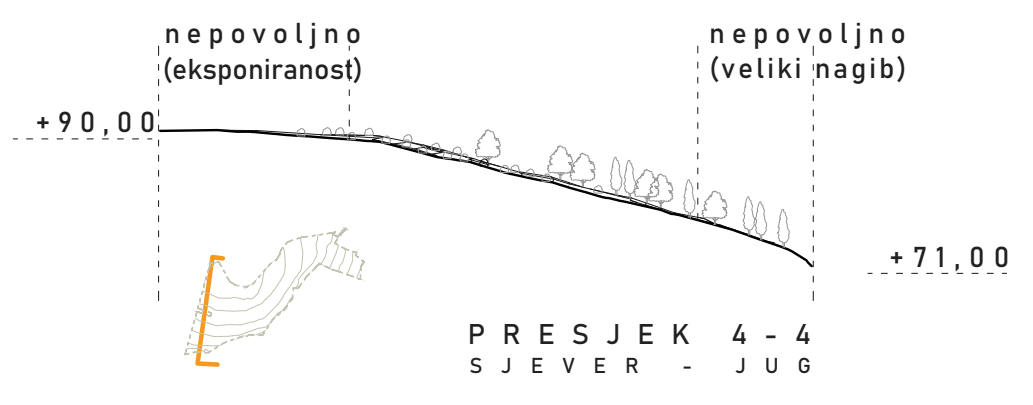 nepovoljno
(eksponiranost)
nepovoljno
(veliki nagib)
+90,00
+71,00
PRESJEK 4-4
SJEVER - JUG